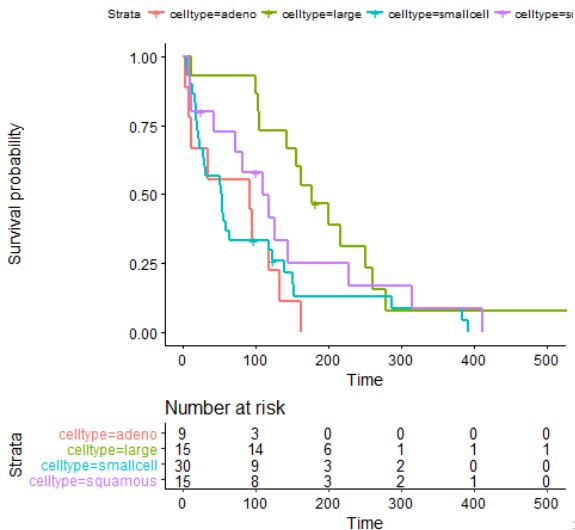 Strata celltype=adeno celltype=large celltype=smallcell
Survival probability
1.00
0.75
0.50
0.25
0.00
0 100 200 300 400 500
Time
Number at risk
Strata
celltype=adeno 9 3 0 0 0 0
celltype=large 15 14 6 1 1 1
celltype=smallcell 30 9 3 2 0 0
celltype=squamous 15 8 3 2 1 0
0 100 200 300 400 500
Time